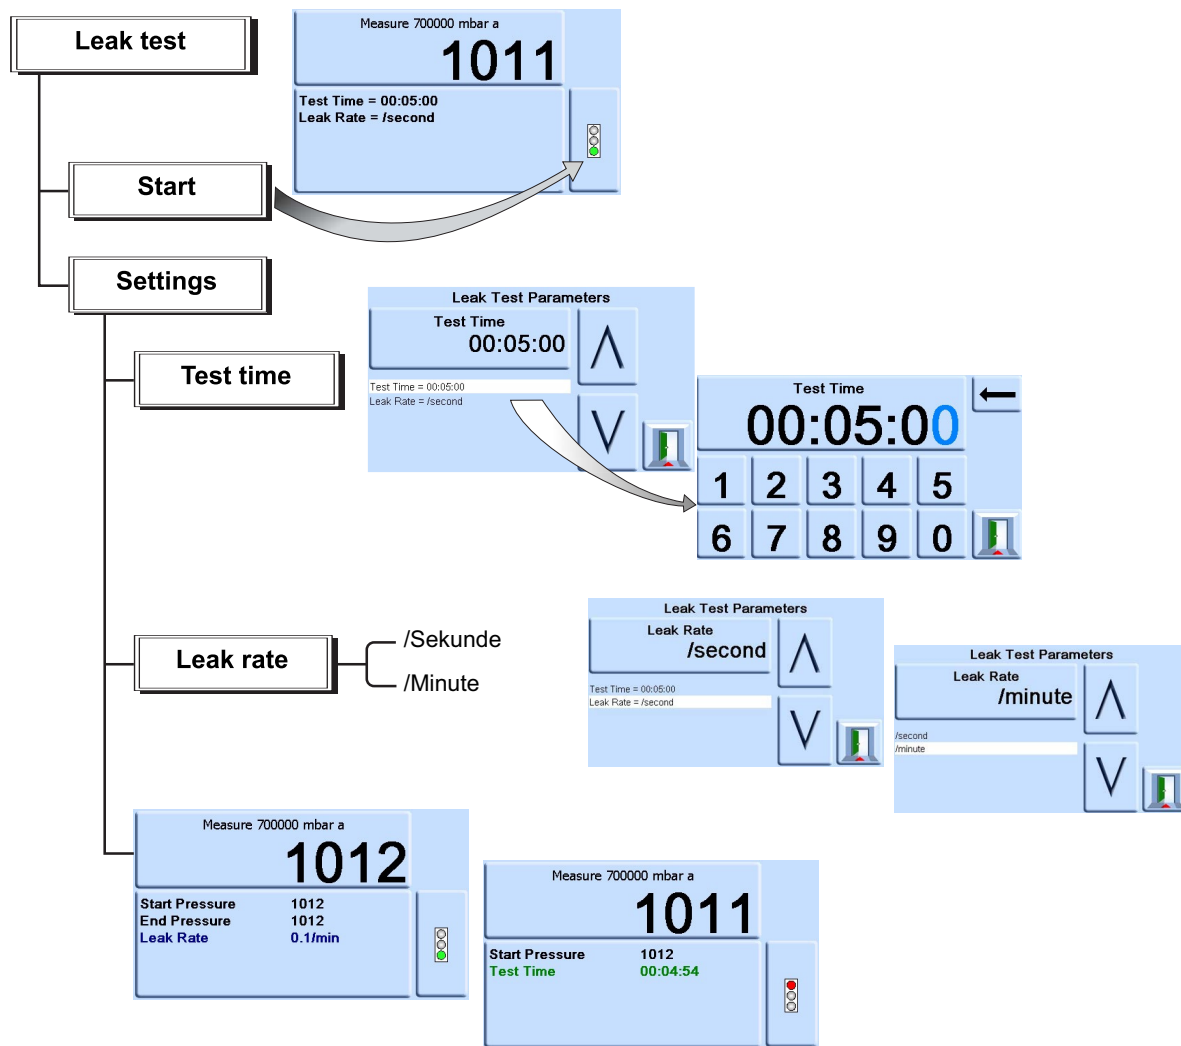 Leak test
Measure 700000 mbar a
1011
Test Time = 00:05:00
Leak Rate = /second
Start
Settings
Leak Test Parameters
Test Time
00:05:00
Test Time = 00:05:00
Leak Rate = /second
Test time
Test Time
00:05:00
1 2 3 4 5
6 7 8 9 0
Leak rate
/Sekunde
/Minute
Leak Test Parameters
Leak Rate
/second
Test Time = 00:05:00
Leak Rate = /second
Leak Test Parameters
Leak Rate
/minute
/second
/minute
Measure 700000 mbar a
1012
Start Pressure 1012
End Pressure 1012
Leak Rate 0.1/min
Measure 700000 mbar a
1011
Start Pressure 1012
Test Time 00:04:54